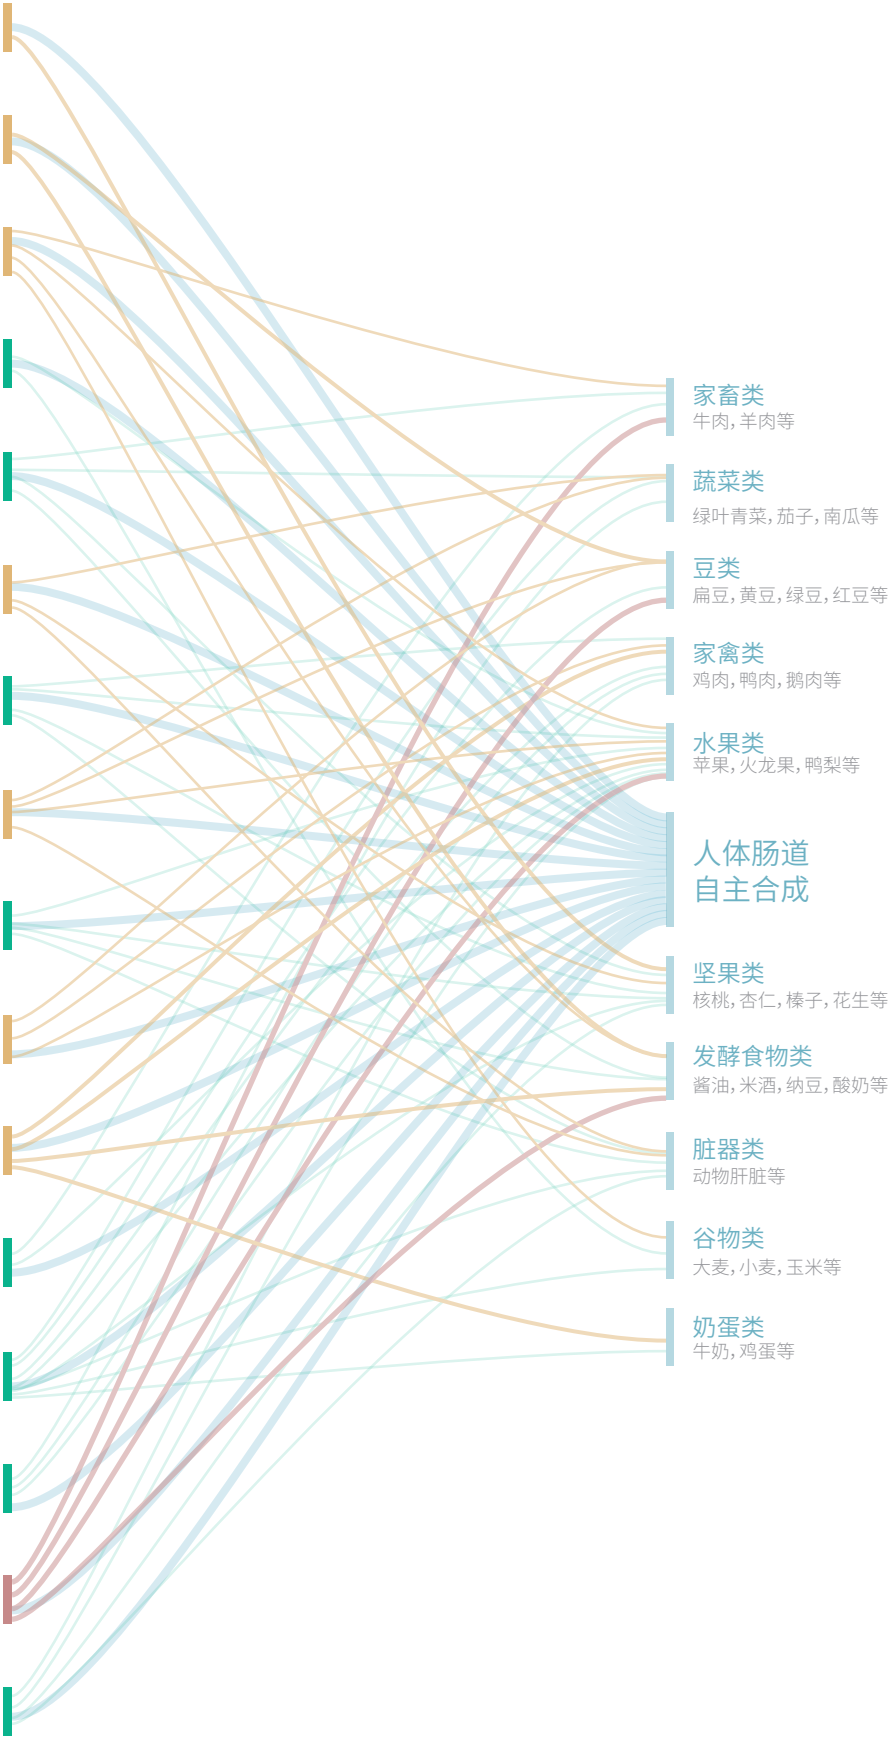 家畜类
牛肉，羊肉等
蔬菜类
绿叶青菜，茄子，南瓜等
豆类
扁豆，黄豆，绿豆，红豆等
家禽类
鸡肉，鸭肉，鹅肉等
水果类
苹果，火龙果，鸭梨等
人体肠道
自主合成
坚果类
核桃，杏仁，榛子，花生等
发酵食物类
酱油，米酒，纳豆，酸奶等
脏器类
动物肝脏等
谷物类
大麦，小麦，玉米等
奶蛋类
牛奶，鸡蛋等